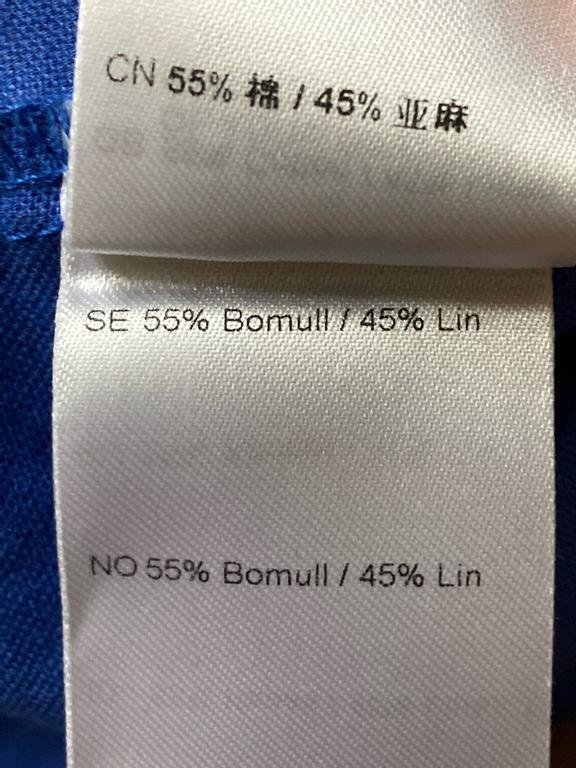 CN 55% 棉 / 45% 亚麻
SE 55% Bomull / 45% Lin
NO 55% Bomull / 45% Lin